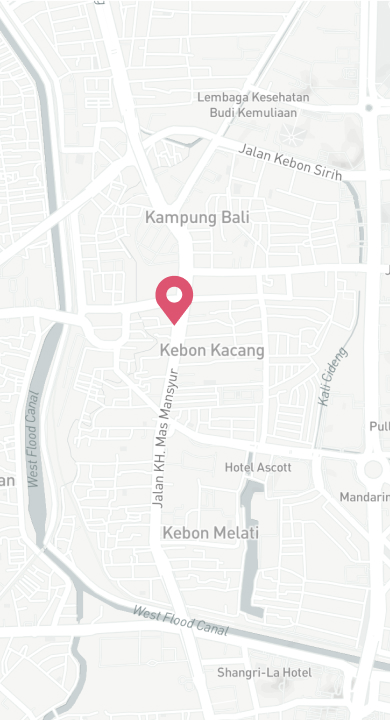 Lembaga Kesehatan
Budi Kemuliaan
Jalan Kebon Sirih
Kampung Bali
J
Kebon Kacang
Kali Cideng
Jalan KH. Mas Mansyur
West Flood Canal
Pull
Hotel Ascott
an
Mandarin
Kebon Melati
West Flood Canal
Shangri-La Hotel